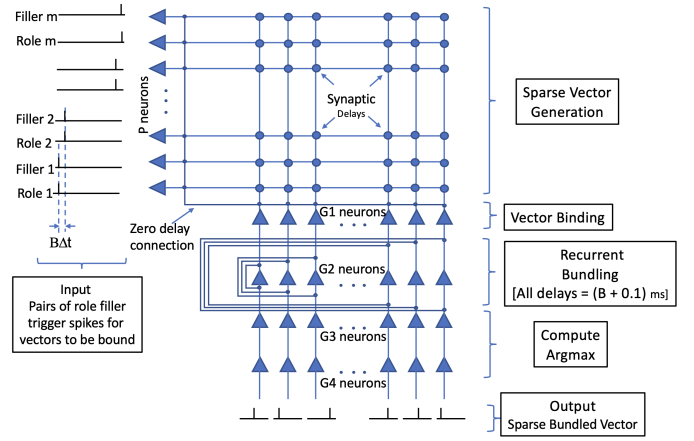 Filler m
Role m
Filler 2
Role 2
Filler 1
Role 1
BΔt
P neurons
Synaptic
Delays
Zero delay
connection
G1 neurons
G2 neurons
G3 neurons
G4 neurons
Input
Pairs of role filler
trigger spikes for
vectors to be bound
Sparse Vector
Generation
Vector Binding
Recurrent
Bundling
[All delays = (B + 0.1) ms]
Compute
Argmax
Output
Sparse Bundled Vector